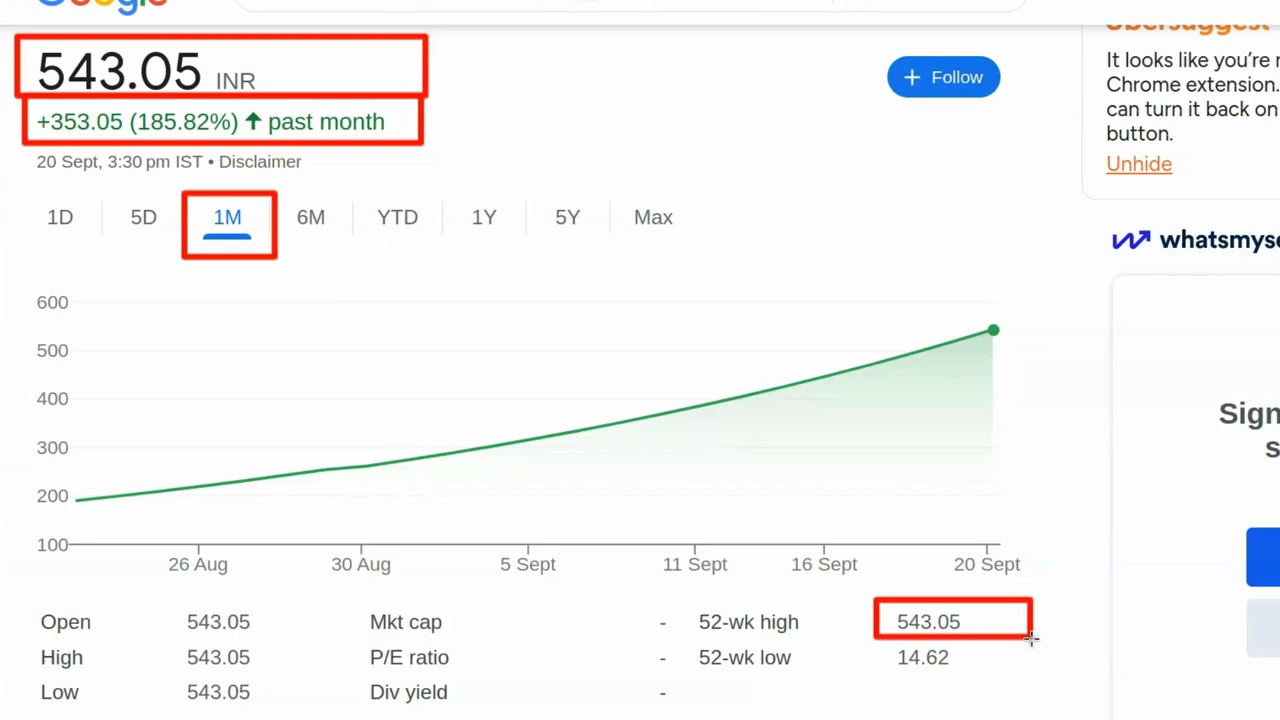 Google
543.05 INR
+353.05 (185.82%) ↑ past month
20 Sept, 3:30 pm IST • Disclaimer
+ Follow
1D 5D 1M 6M YTD 1Y 5Y Max
600
500
400
300
200
100
26 Aug 30 Aug 5 Sept 11 Sept 16 Sept 20 Sept
Open 543.05 Mkt cap - 52-wk high 543.05
High 543.05 P/E ratio - 52-wk low 14.62
Low 543.05 Div yield -
Ubersuggest
It looks like you're
Chrome extension.
can turn it back on
button.
Unhide
whatsmyse
Sign
s